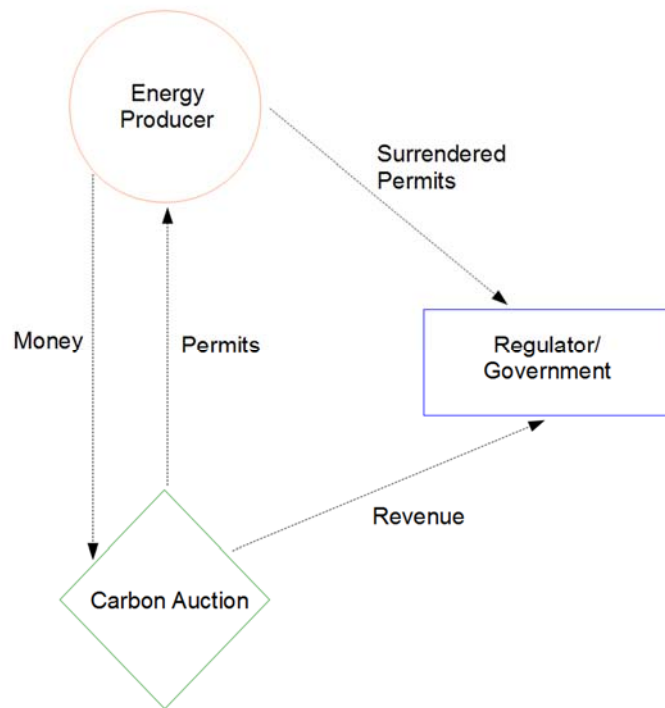 Energy
Producer
Surrendered
Permits
Money
Permits
Regulator/
Government
Revenue
Carbon Auction